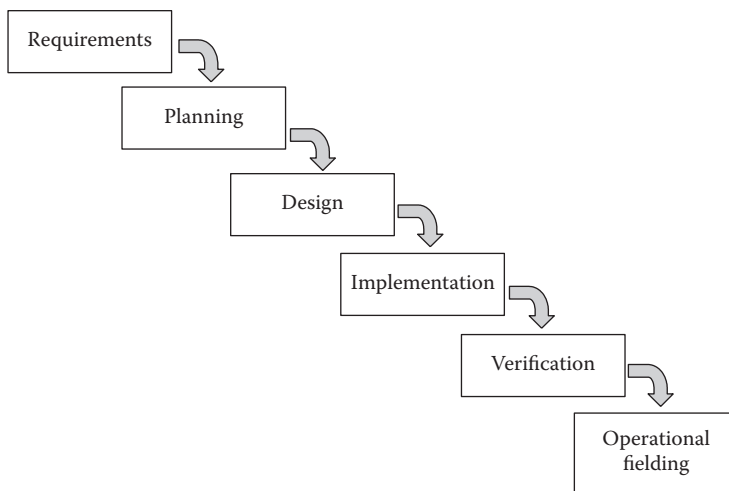 Requirements
Planning
Design
Implementation
Verification
Operational
fielding